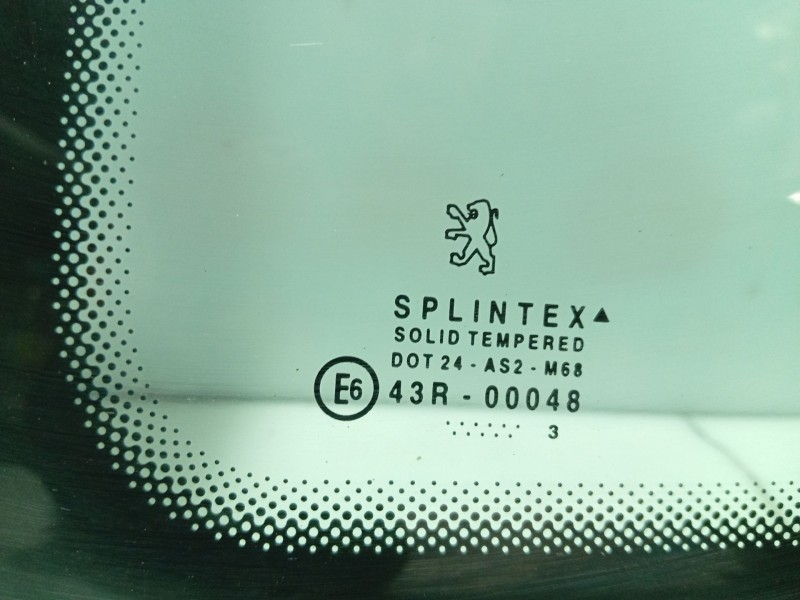 SPLINTEX▲
SOLID TEMPERED
DOT 24 - AS2 - M68
E6 43R - 00048
3